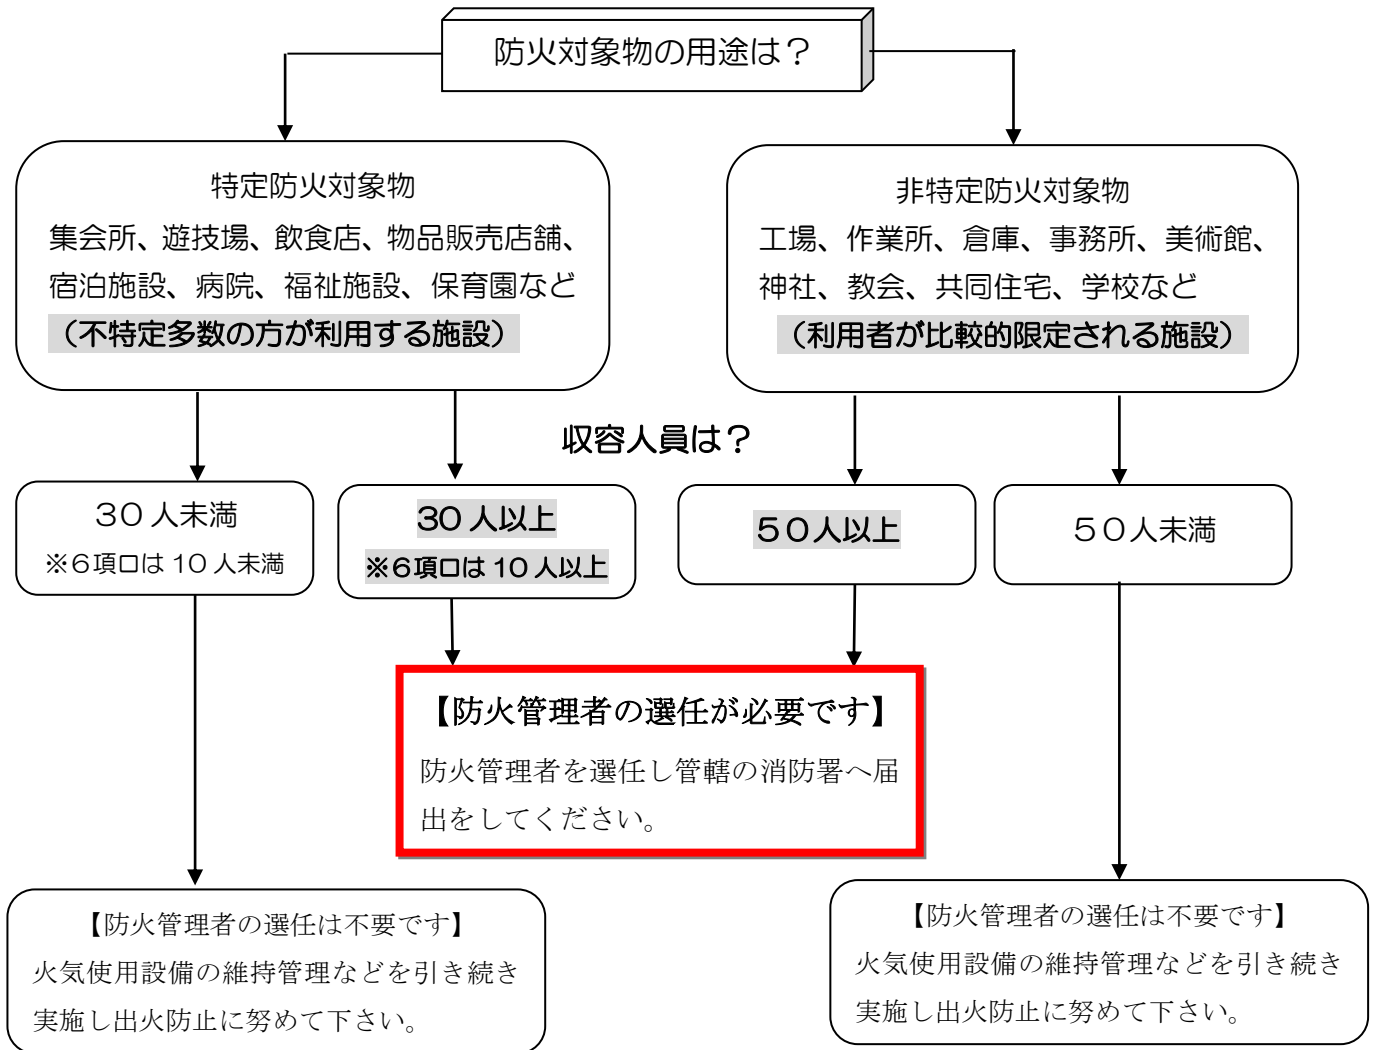 防火対象物の用途は？
特定防火対象物
集会所、遊技場、飲食店、物品販売店舗、
宿泊施設、病院、福祉施設、保育園など
（不特定多数の方が利用する施設）
非特定防火対象物
工場、作業所、倉庫、事務所、美術館、
神社、教会、共同住宅、学校など
（利用者が比較的限定される施設）
収容人員は？
３０人未満
※６項ロは 10 人未満
３０人以上
※６項ロは 10 人以上
５０人以上
５０人未満
【防火管理者の選任が必要です】
防火管理者を選任し管轄の消防署へ届
出をしてください。
【防火管理者の選任は不要です】
火気使用設備の維持管理などを引き続き
実施し出火防止に努めて下さい。
【防火管理者の選任は不要です】
火気使用設備の維持管理などを引き続き
実施し出火防止に努めて下さい。